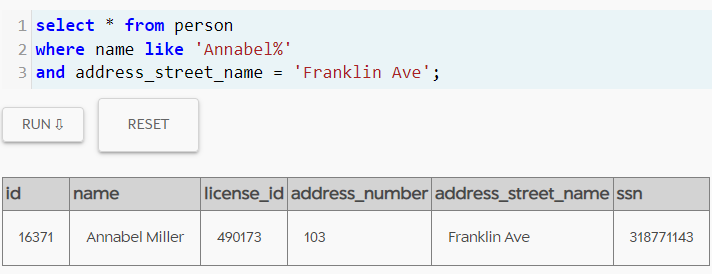 1 select * from person
2 where name like 'Annabel%'
3 and address_street_name = 'Franklin Ave';
RUN ⇩ RESET
id name license_id address_number address_street_name ssn
16371 Annabel Miller 490173 103 Franklin Ave 318771143